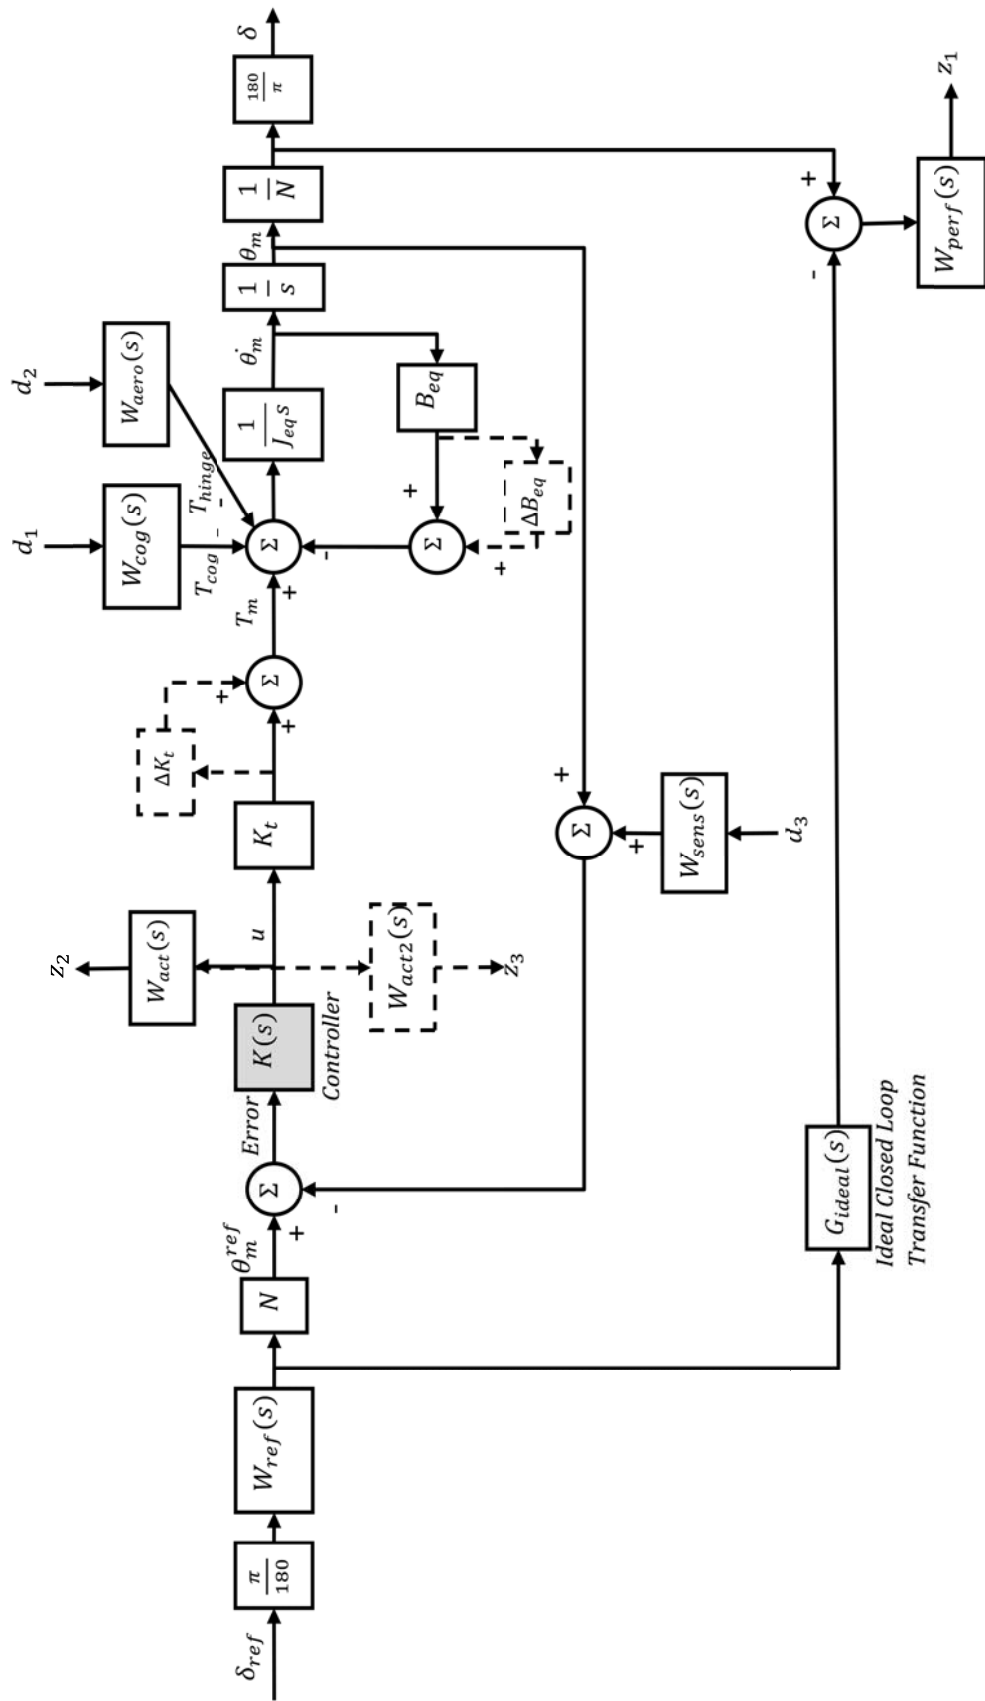 δ_ref
π/180
W_ref(s)
N
θ_m^ref
+
-
Σ
Error
K(s)
Controller
u
W_act(s)
z_2
W_act2(s)
z_3
K_t
ΔK_t
+
+
Σ
T_m
+
d_1
W_cog(s)
T_cog
-
d_2
W_aero(s)
T_hinge
-
Σ
-
1/J_eq s
θ̇_m
B_eq
ΔB_eq
+
+
Σ
1/s
θ_m
1/N
180/π
δ
+
+
Σ
W_sens(s)
d_3
G_ideal(s)
Ideal Closed Loop
Transfer Function
+
-
Σ
W_perf(s)
z_1